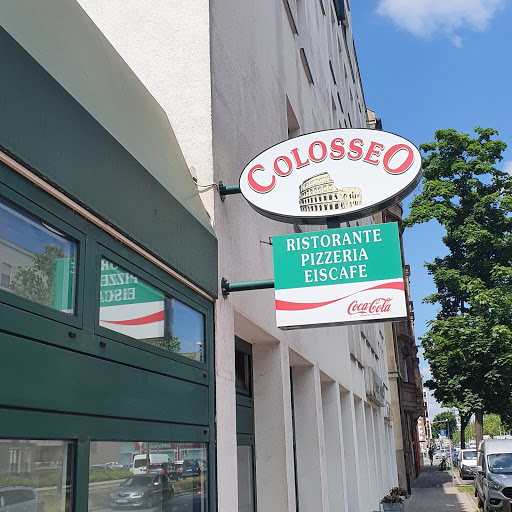 COLOSSEO
RISTORANTE
PIZZERIA
EISCAFE
Coca-Cola